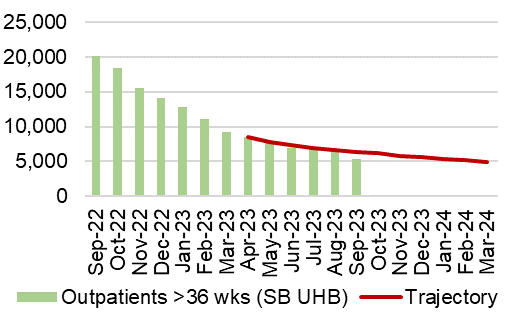 25,000
20,000
15,000
10,000
5,000
0
Sep-22
Oct-22
Nov-22
Dec-22
Jan-23
Feb-23
Mar-23
Apr-23
May-23
Jun-23
Jul-23
Aug-23
Sep-23
Oct-23
Nov-23
Dec-23
Jan-24
Feb-24
Mar-24
Outpatients >36 wks (SB UHB) Trajectory